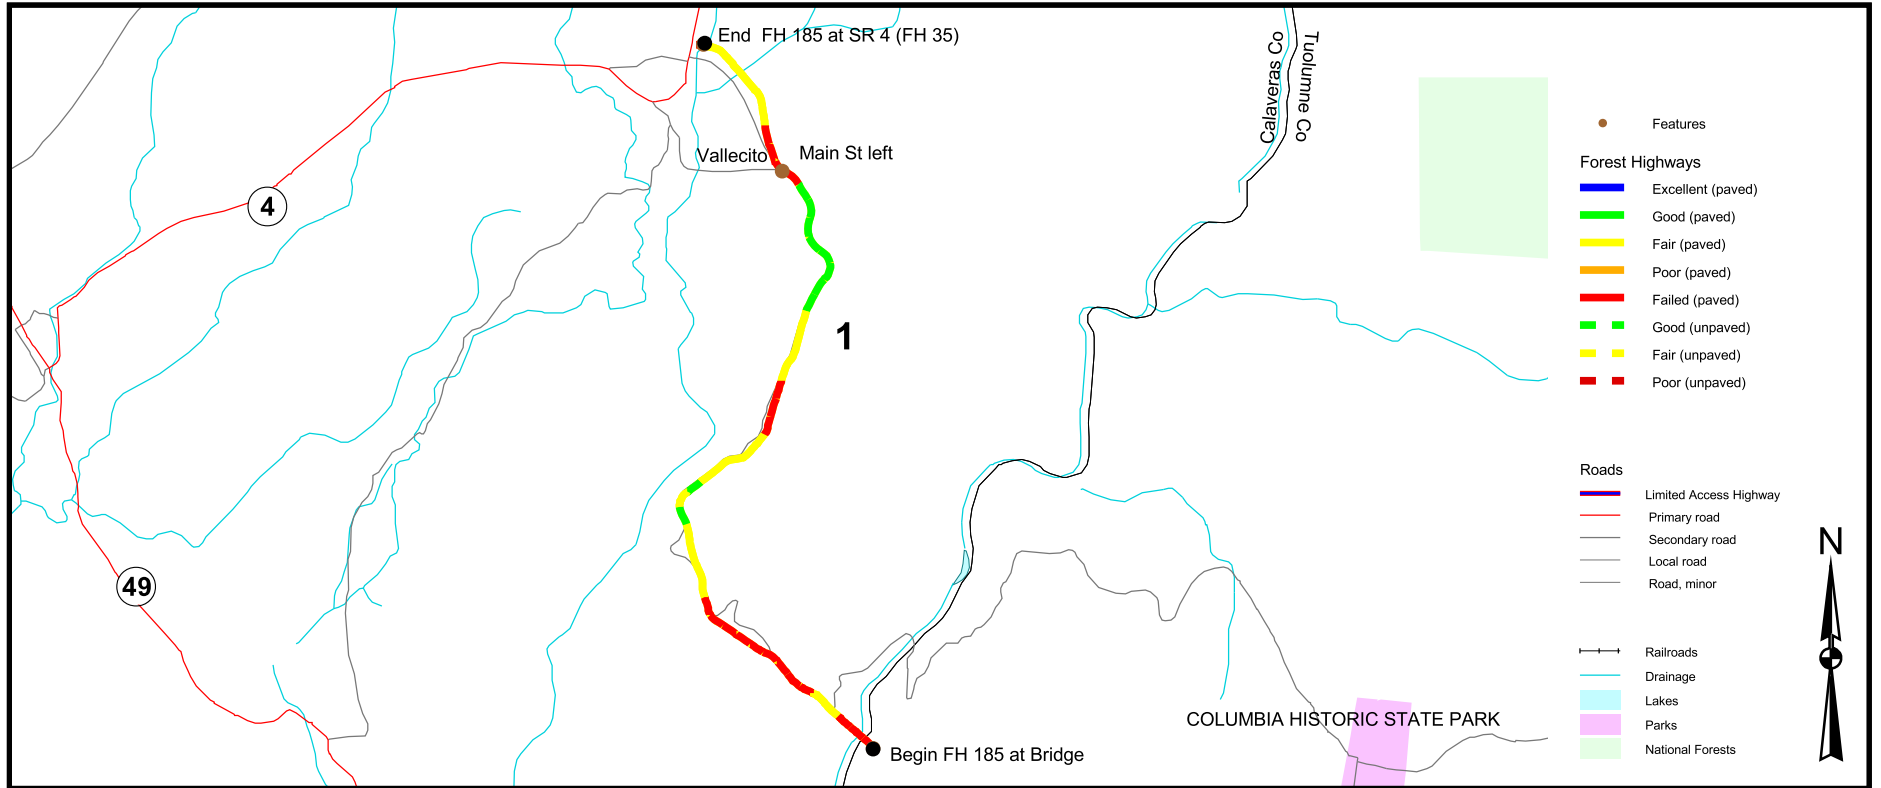 End  FH 185 at SR 4 (FH 35)
Calaveras Co
Tuolumne Co
Vallecito
Main St left
4
1
49
COLUMBIA HISTORIC STATE PARK
Begin FH 185 at Bridge
Features
Forest Highways
Excellent (paved)
Good (paved)
Fair (paved)
Poor (paved)
Failed (paved)
Good (unpaved)
Fair (unpaved)
Poor (unpaved)
Roads
Limited Access Highway
Primary road
Secondary road
Local road
Road, minor
Railroads
Drainage
Lakes
Parks
National Forests
N